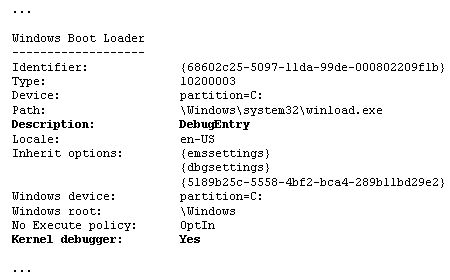 ...
Windows Boot Loader
-------------------
Identifier: {68602c25-5097-11da-99de-000802209f1b}
Type: 10200003
Device: partition=C:
Path: \Windows\system32\winload.exe
Description: DebugEntry
Locale: en-US
Inherit options: {emssettings}
{dbgsettings}
{5189b25c-5558-4bf2-bca4-289b11bd29e2}
Windows device: partition=C:
Windows root: \Windows
No Execute policy: OptIn
Kernel debugger: Yes
...